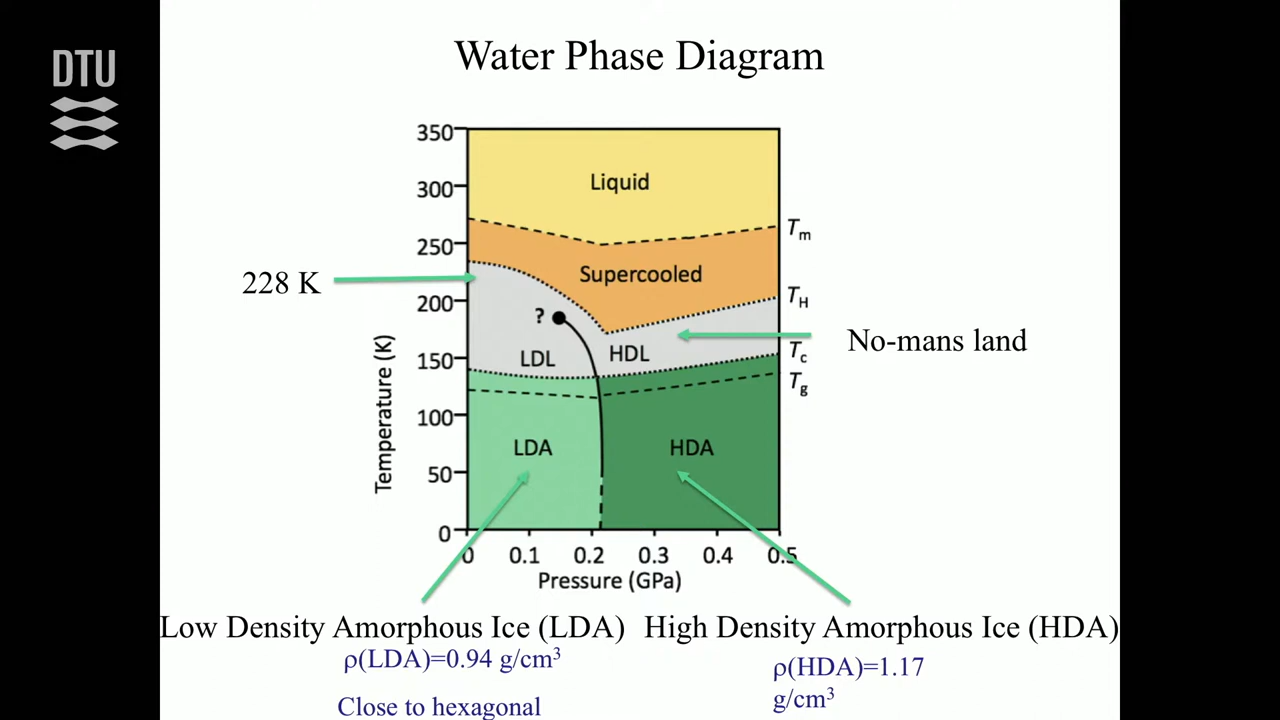 DTU
Water Phase Diagram
350
300
250
200
150
100
50
0
Temperature (K)
Liquid
Supercooled
?
LDL
HDL
LDA
HDA
T_m
T_H
T_c
T_g
228 K
No-mans land
0 0.1 0.2 0.3 0.4 0.5
Pressure (GPa)
Low Density Amorphous Ice (LDA)
ρ(LDA)=0.94 g/cm³
Close to hexagonal
High Density Amorphous Ice (HDA)
ρ(HDA)=1.17
g/cm³